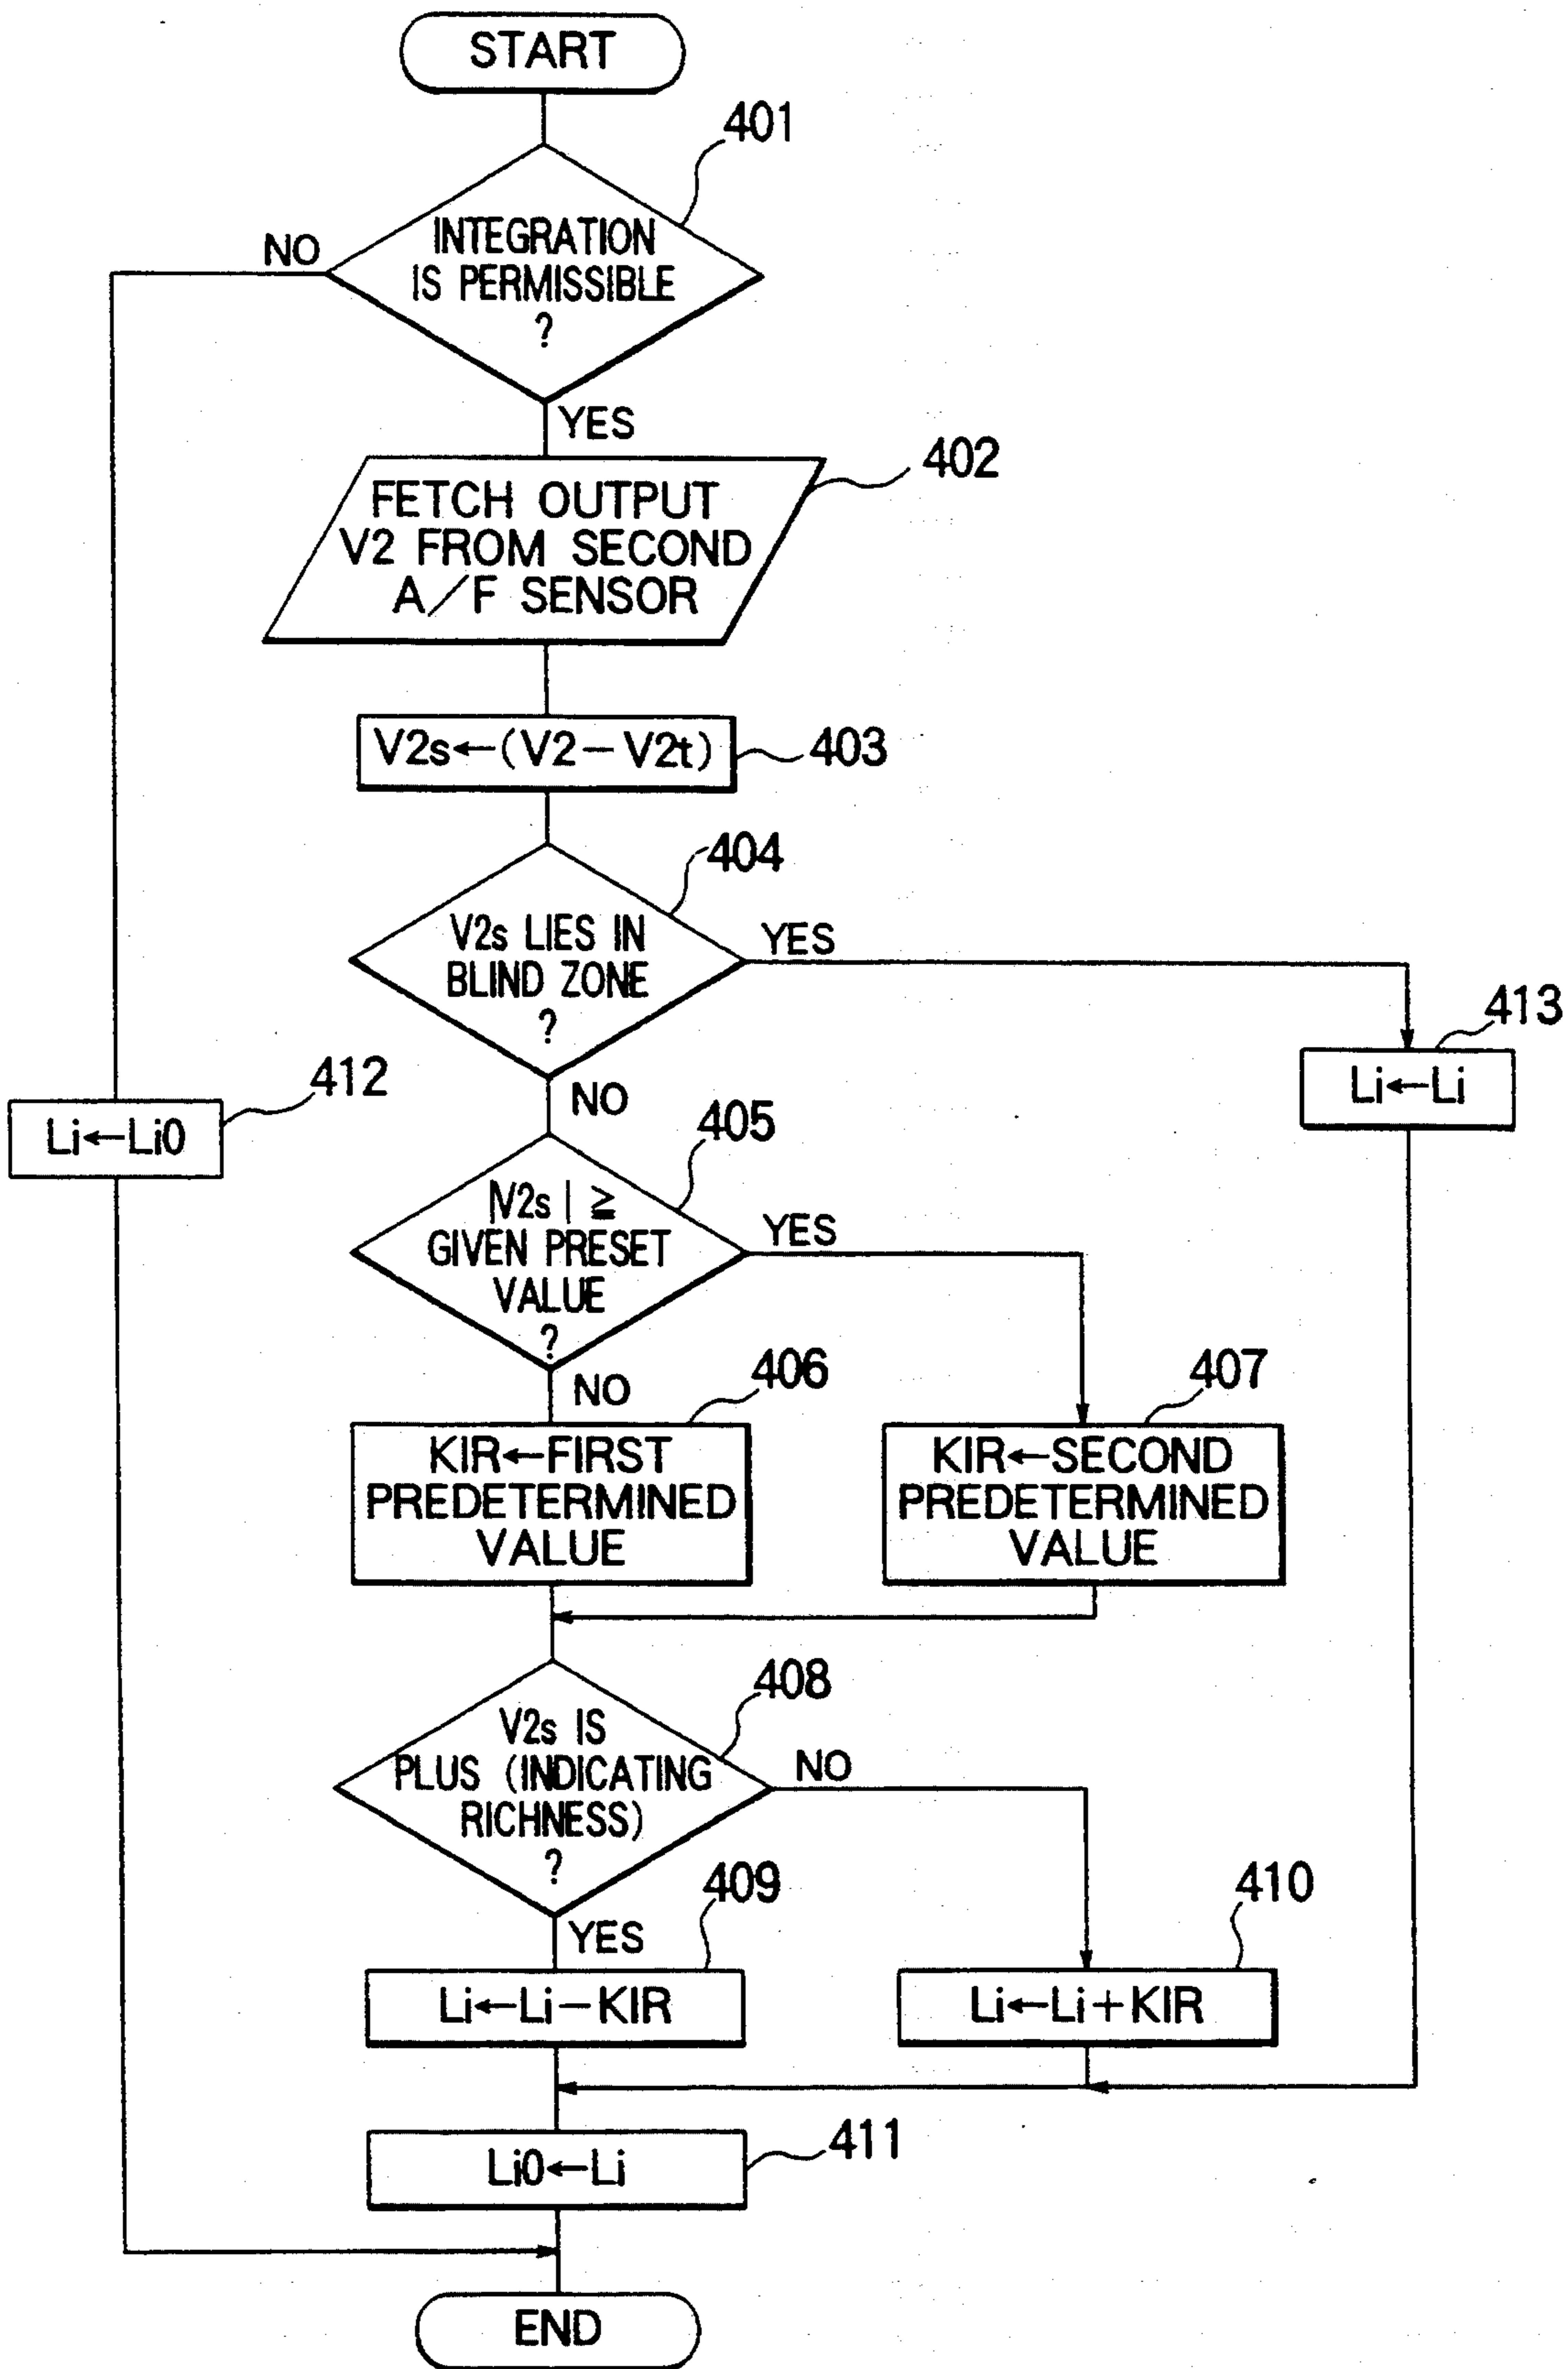 START
401
INTEGRATION
IS PERMISSIBLE
?
NO
YES
402
FETCH OUTPUT
V2 FROM SECOND
A/F SENSOR
V2s←(V2−V2t)
403
404
V2s LIES IN
BLIND ZONE
?
YES
NO
413
Li←Li
412
Li←Li0
405
|V2s| ≧
GIVEN PRESET
VALUE
?
YES
NO
406
KIR←FIRST
PREDETERMINED
VALUE
407
KIR←SECOND
PREDETERMINED
VALUE
408
V2s IS
PLUS (INDICATING
RICHNESS)
?
NO
YES
409
Li←Li−KIR
410
Li←Li+KIR
411
Li0←Li
END